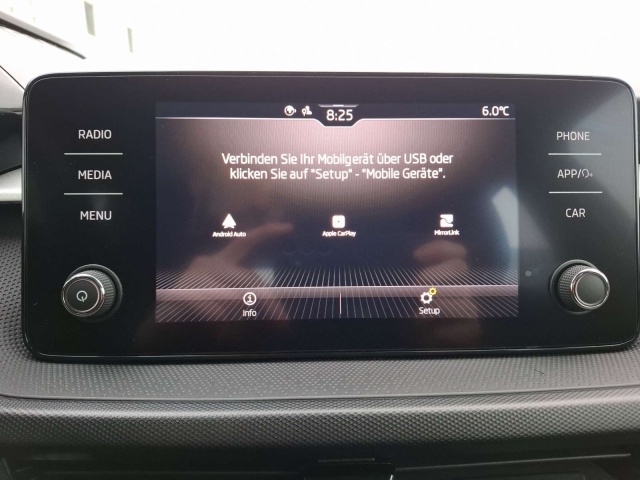 8:25
6.0°C
RADIO
MEDIA
MENU
Verbinden Sie Ihr Mobilgerät über USB oder
klicken Sie auf "Setup" - "Mobile Geräte".
Android Auto
Apple CarPlay
MirrorLink
Info
Setup
PHONE
APP/
CAR